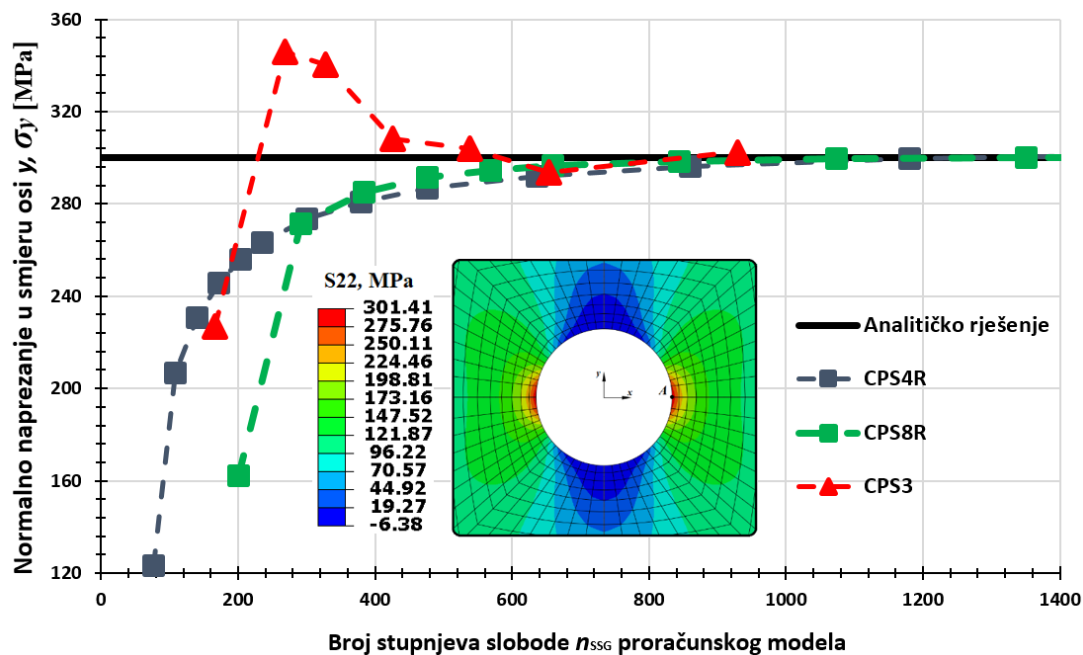 Normalno naprezanje u smjeru osi y, σy [MPa]
360
320
280
240
200
160
120
0
200
400
600
800
1000
1200
1400
Broj stupnjeva slobode nSSG proračunskog modela
S22, MPa
301.41
275.76
250.11
224.46
198.81
173.16
147.52
121.87
96.22
70.57
44.92
19.27
-6.38
y
x
A
Analitičko rješenje
CPS4R
CPS8R
CPS3